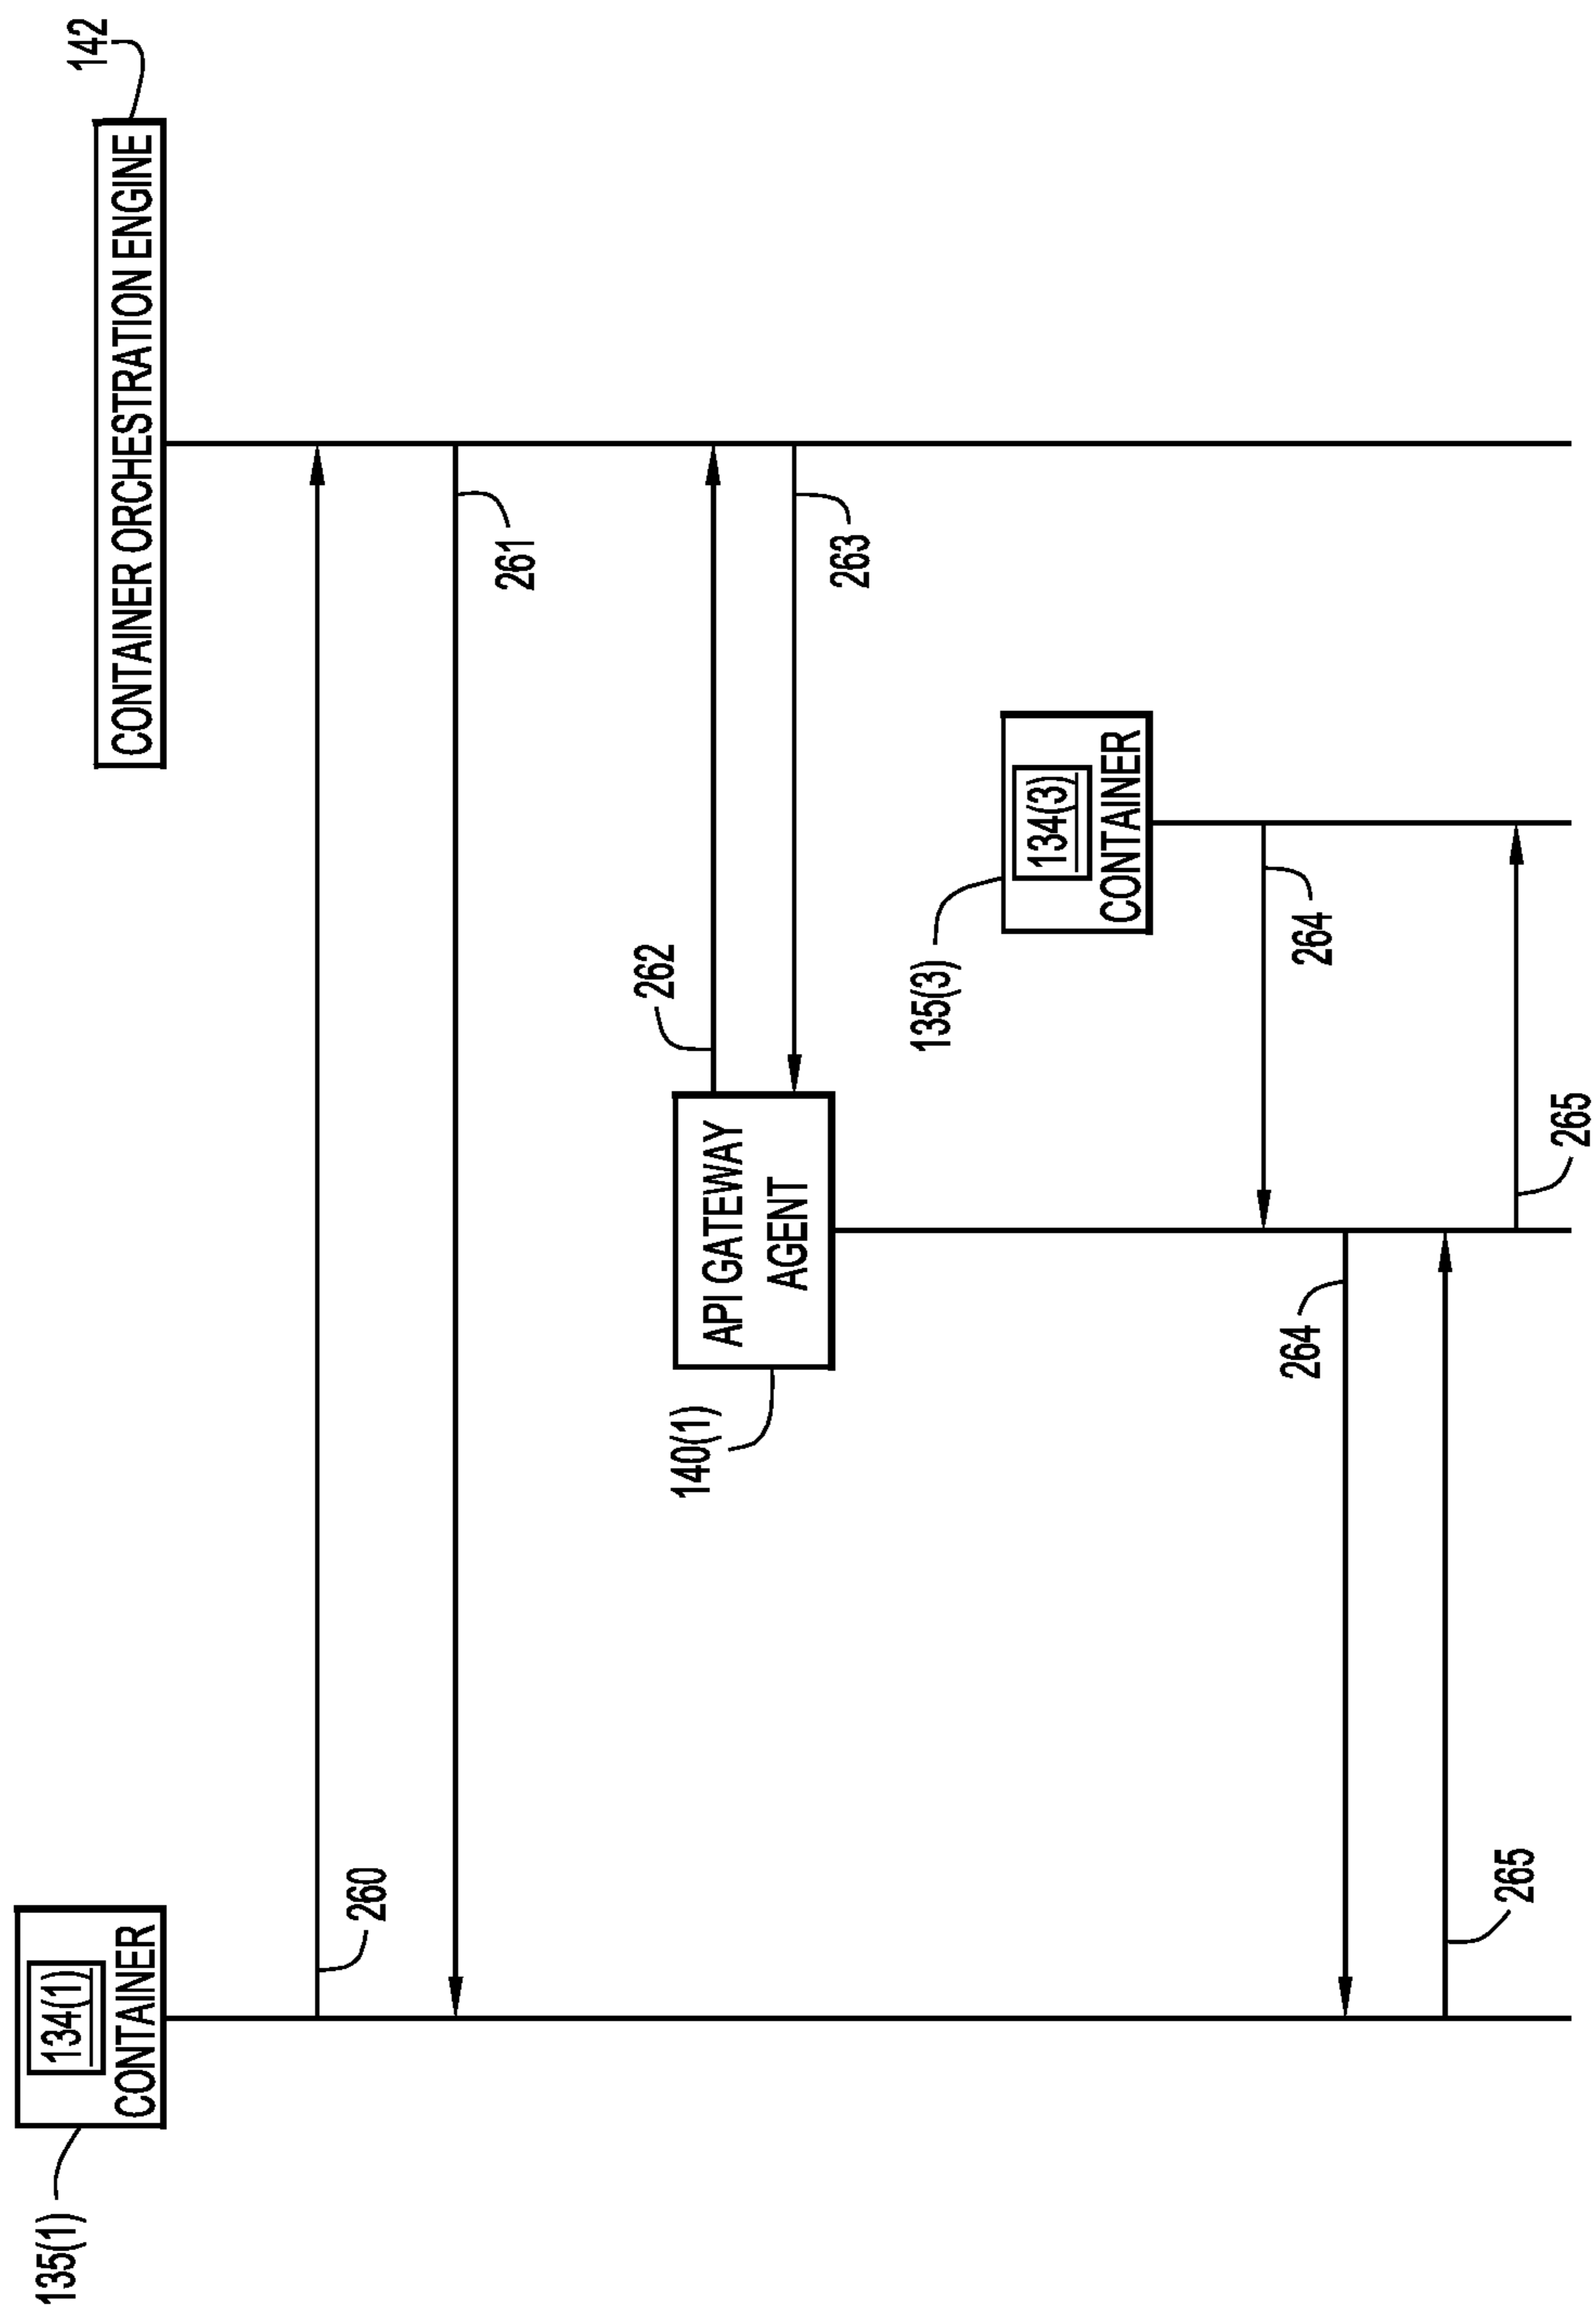 135(1)
134(1)
CONTAINER
142
CONTAINER ORCHESTRATION ENGINE
260
261
140(1)
API GATEWAY
AGENT
262
263
135(3)
134(3)
CONTAINER
264
264
265
265